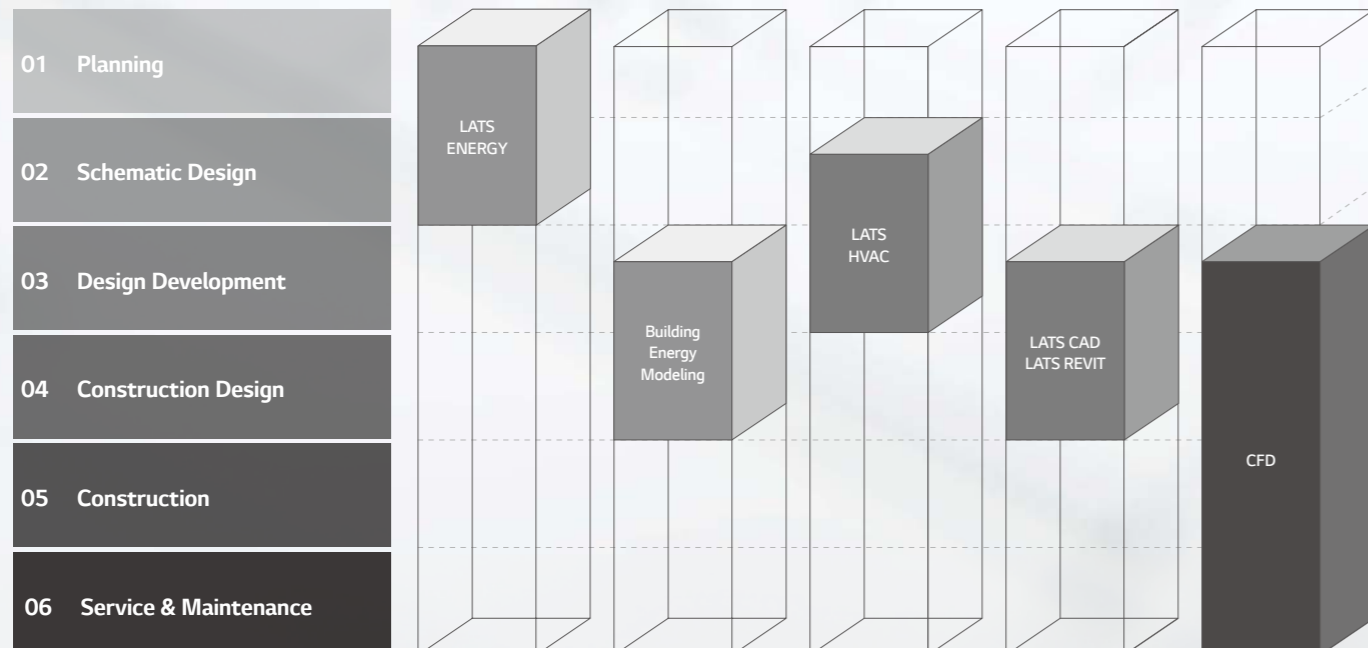 01 Planning
02 Schematic Design
03 Design Development
04 Construction Design
05 Construction
06 Service & Maintenance
LATS
ENERGY
Building
Energy
Modeling
LATS
HVAC
LATS CAD
LATS REVIT
CFD